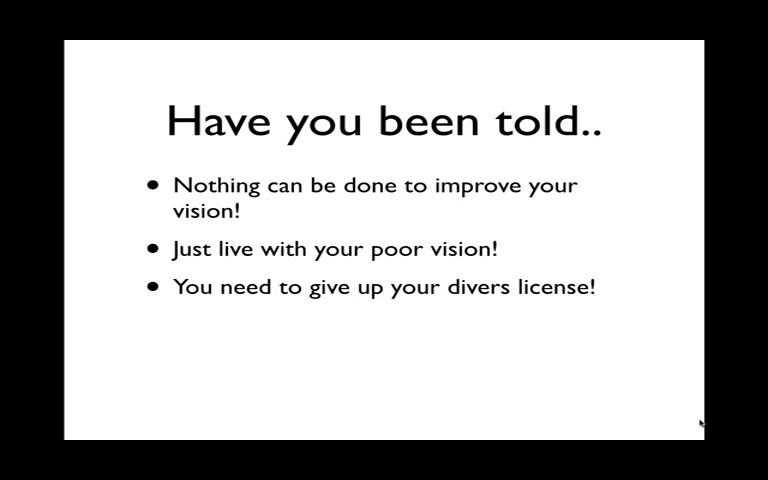 Have you been told..
• Nothing can be done to improve your
vision!
• Just live with your poor vision!
• You need to give up your divers license!